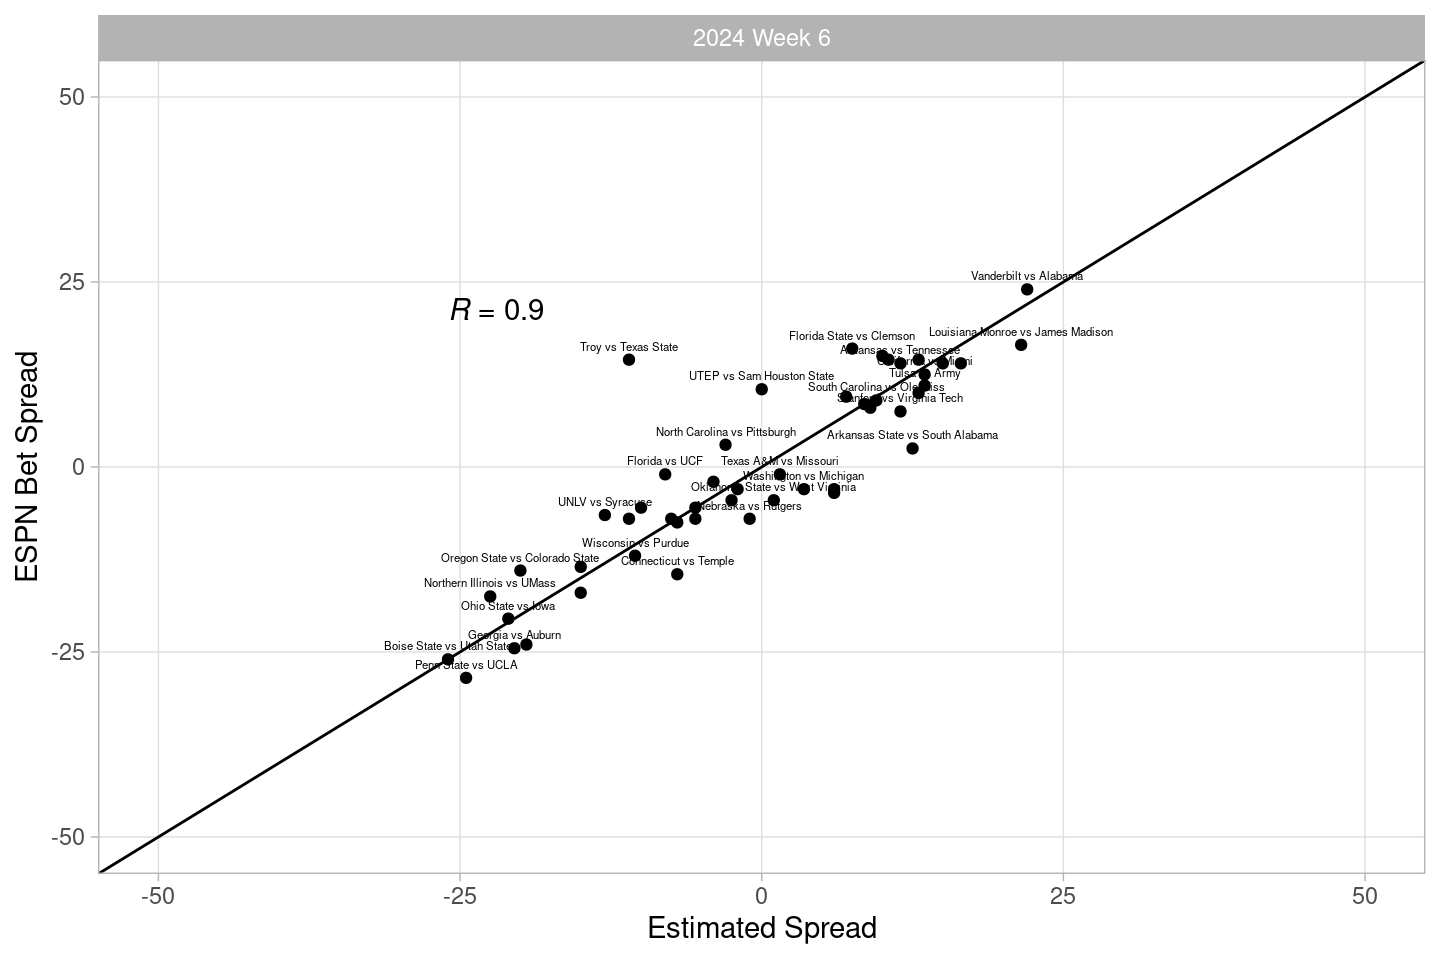 2024 Week 6
50
25
0
-25
-50
ESPN Bet Spread
R = 0.9
Vanderbilt vs Alabama
Louisiana Monroe vs James Madison
Florida State vs Clemson
Troy vs Texas State
Arkansas vs Tennessee
California vs Miami
Tulsa vs Army
UTEP vs Sam Houston State
South Carolina vs Ole Miss
Stanford vs Virginia Tech
North Carolina vs Pittsburgh
Arkansas State vs South Alabama
Florida vs UCF
Texas A&M vs Missouri
Washington vs Michigan
Oklahoma State vs West Virginia
UNLV vs Syracuse
Nebraska vs Rutgers
Wisconsin vs Purdue
Oregon State vs Colorado State
Connecticut vs Temple
Northern Illinois vs UMass
Ohio State vs Iowa
Georgia vs Auburn
Boise State vs Utah State
Penn State vs UCLA
-50
-25
0
25
50
Estimated Spread